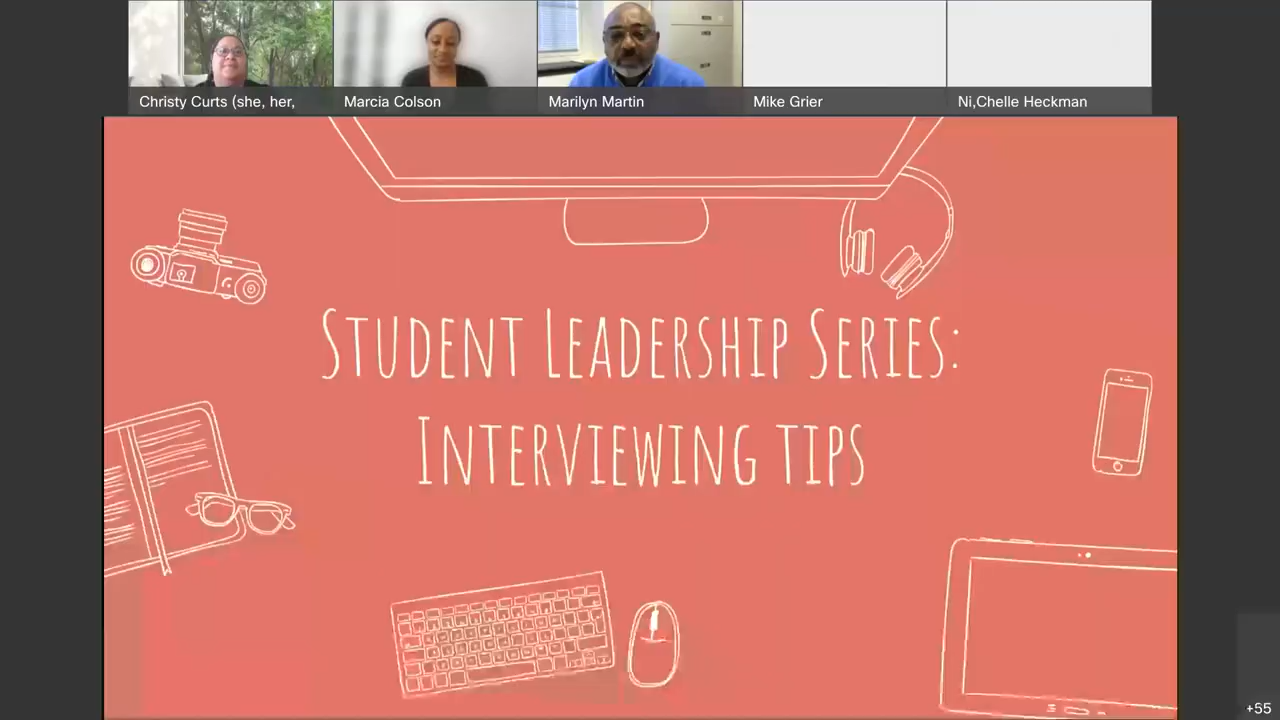 Christy Curts (she, her,
Marcia Colson
Marilyn Martin
Mike Grier
Ni,Chelle Heckman
Student Leadership Series:
Interviewing tips
+55